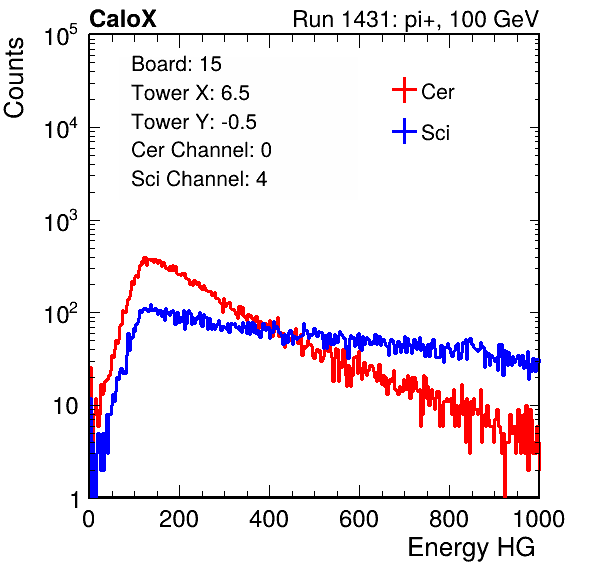 CaloX Run 1431: pi+, 100 GeV
Counts
10^5
10^4
10^3
10^2
10
1
Board: 15
Tower X: 6.5
Tower Y: -0.5
Cer Channel: 0
Sci Channel: 4
Cer
Sci
0 200 400 600 800 1000
Energy HG